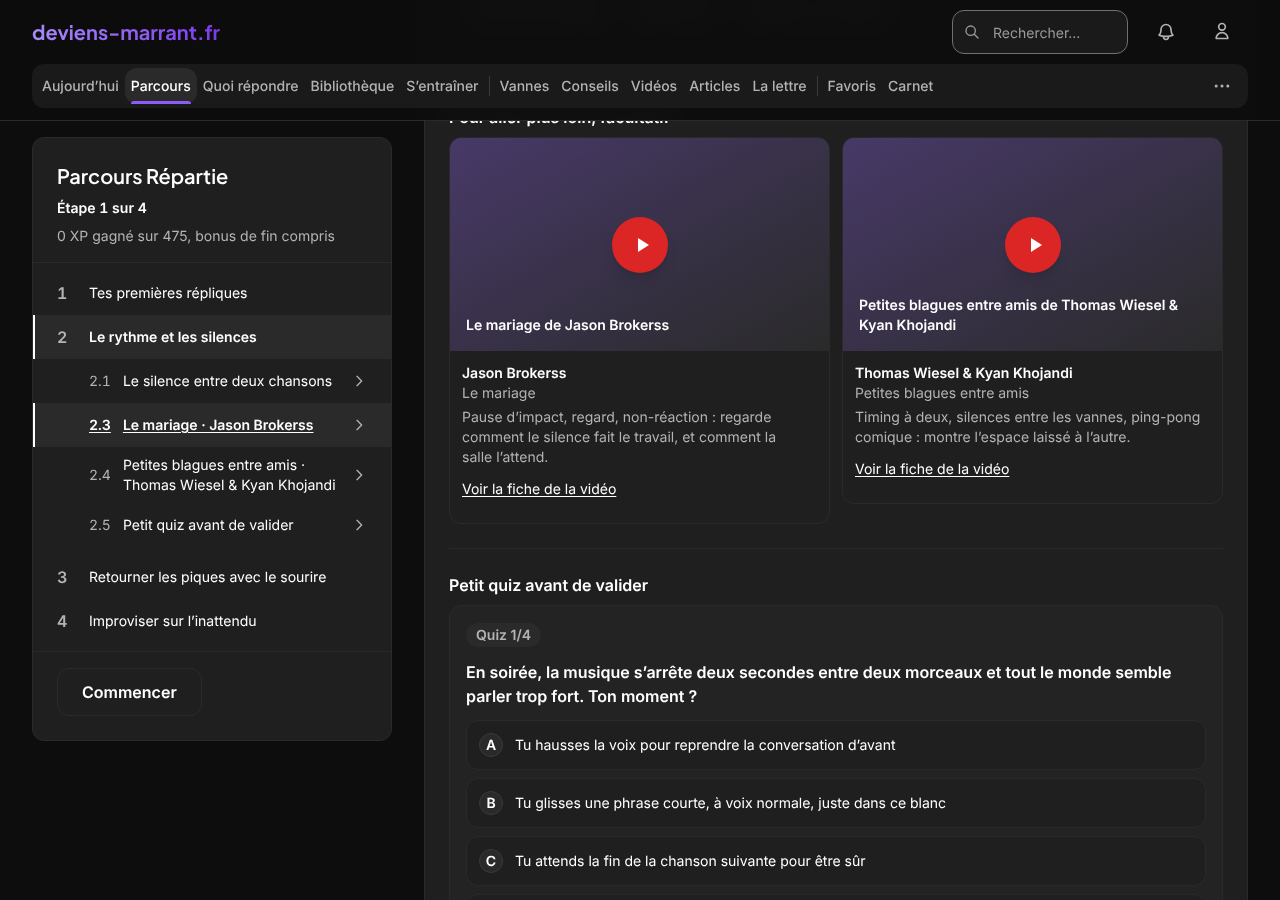 deviens-marrant.fr
Rechercher...
Aujourd’hui
Parcours
Quoi répondre
Bibliothèque
S’entraîner
Vannes
Conseils
Vidéos
Articles
La lettre
Favoris
Carnet
Parcours Répartie
Étape 1 sur 4
0 XP gagné sur 475, bonus de fin compris
1 Tes premières répliques
2 Le rythme et les silences
2.1 Le silence entre deux chansons
2.3 Le mariage · Jason Brokerss
2.4 Petites blagues entre amis ·
Thomas Wiesel & Kyan Khojandi
2.5 Petit quiz avant de valider
3 Retourner les piques avec le sourire
4 Improviser sur l’inattendu
Commencer
Pour aller plus loin, facultatif
Le mariage de Jason Brokerss
Jason Brokerss
Le mariage
Pause d’impact, regard, non-réaction : regarde
comment le silence fait le travail, et comment la
salle l’attend.
Voir la fiche de la vidéo
Petites blagues entre amis de Thomas Wiesel &
Kyan Khojandi
Thomas Wiesel & Kyan Khojandi
Petites blagues entre amis
Timing à deux, silences entre les vannes, ping-pong
comique : montre l’espace laissé à l’autre.
Voir la fiche de la vidéo
Petit quiz avant de valider
Quiz 1/4
En soirée, la musique s’arrête deux secondes entre deux morceaux et tout le monde semble
parler trop fort. Ton moment ?
A Tu hausses la voix pour reprendre la conversation d’avant
B Tu glisses une phrase courte, à voix normale, juste dans ce blanc
C Tu attends la fin de la chanson suivante pour être sûr